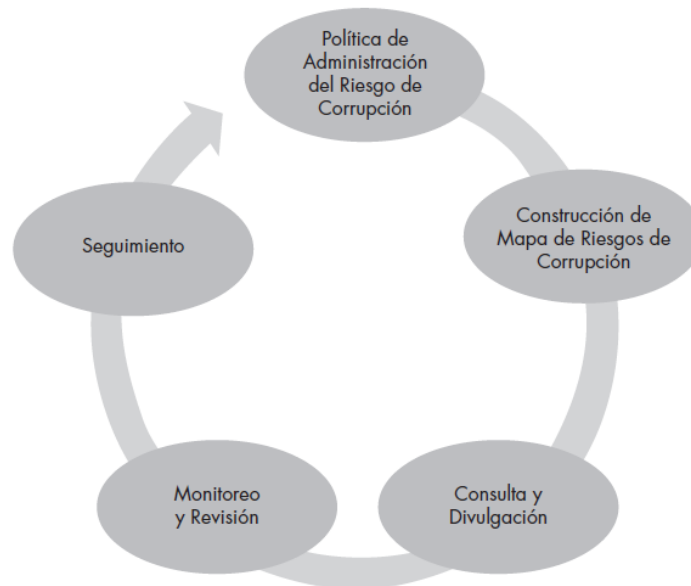 Política de
Administración
del Riesgo de
Corrupción
Construcción de
Mapa de Riesgos de
Corrupción
Consulta y
Divulgación
Monitoreo
y Revisión
Seguimiento